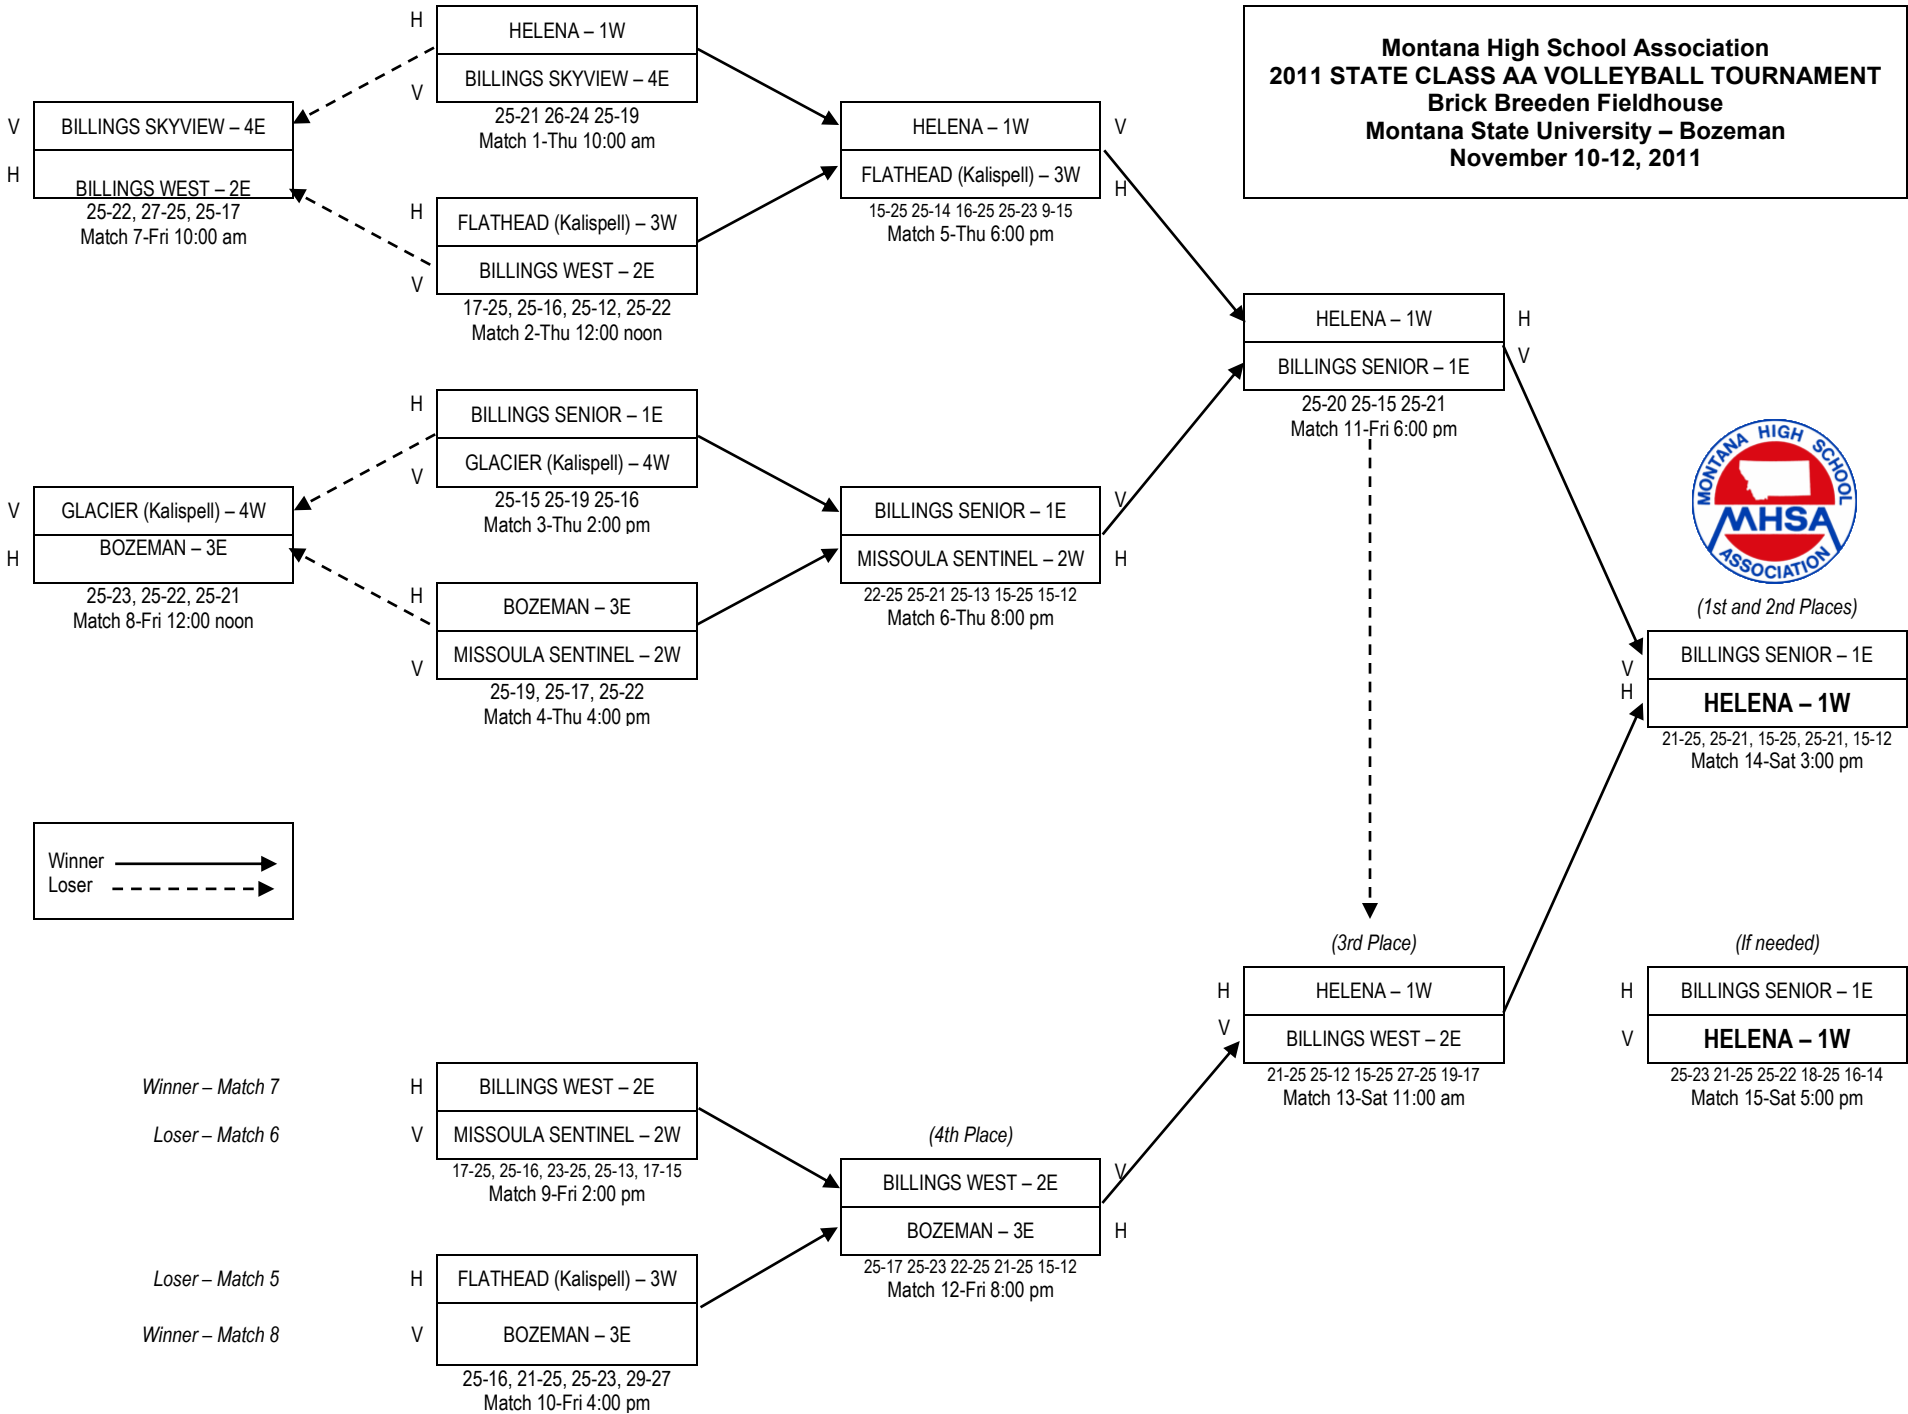 Montana High School Association
2011 STATE CLASS AA VOLLEYBALL TOURNAMENT
Brick Breeden Fieldhouse
Montana State University – Bozeman
November 10-12, 2011
H
HELENA – 1W
BILLINGS SKYVIEW – 4E
V
25-21 26-24 25-19
Match 1-Thu 10:00 am
V
BILLINGS SKYVIEW – 4E
H
BILLINGS WEST – 2E
25-22, 27-25, 25-17
Match 7-Fri 10:00 am
H
FLATHEAD (Kalispell) – 3W
BILLINGS WEST – 2E
V
17-25, 25-16, 25-12, 25-22
Match 2-Thu 12:00 noon
HELENA – 1W
V
FLATHEAD (Kalispell) – 3W
H
15-25 25-14 16-25 25-23 9-15
Match 5-Thu 6:00 pm
HELENA – 1W
H
BILLINGS SENIOR – 1E
V
25-20 25-15 25-21
Match 11-Fri 6:00 pm
H
BILLINGS SENIOR – 1E
GLACIER (Kalispell) – 4W
V
25-15 25-19 25-16
Match 3-Thu 2:00 pm
V
GLACIER (Kalispell) – 4W
H
BOZEMAN – 3E
25-23, 25-22, 25-21
Match 8-Fri 12:00 noon
H
BOZEMAN – 3E
MISSOULA SENTINEL – 2W
V
25-19, 25-17, 25-22
Match 4-Thu 4:00 pm
BILLINGS SENIOR – 1E
V
MISSOULA SENTINEL – 2W
H
22-25 25-21 25-13 15-25 15-12
Match 6-Thu 8:00 pm
MONTANA HIGH SCHOOL
MHSA
ASSOCIATION
(1st and 2nd Places)
BILLINGS SENIOR – 1E
V
H
HELENA – 1W
21-25, 25-21, 15-25, 25-21, 15-12
Match 14-Sat 3:00 pm
Winner
Loser
(3rd Place)
H
HELENA – 1W
V
BILLINGS WEST – 2E
21-25 25-12 15-25 27-25 19-17
Match 13-Sat 11:00 am
(If needed)
H
BILLINGS SENIOR – 1E
V
HELENA – 1W
25-23 21-25 25-22 18-25 16-14
Match 15-Sat 5:00 pm
Winner – Match 7
H
BILLINGS WEST – 2E
Loser – Match 6
V
MISSOULA SENTINEL – 2W
17-25, 25-16, 23-25, 25-13, 17-15
Match 9-Fri 2:00 pm
(4th Place)
BILLINGS WEST – 2E
V
BOZEMAN – 3E
H
25-17 25-23 22-25 21-25 15-12
Match 12-Fri 8:00 pm
Loser – Match 5
H
FLATHEAD (Kalispell) – 3W
Winner – Match 8
V
BOZEMAN – 3E
25-16, 21-25, 25-23, 29-27
Match 10-Fri 4:00 pm